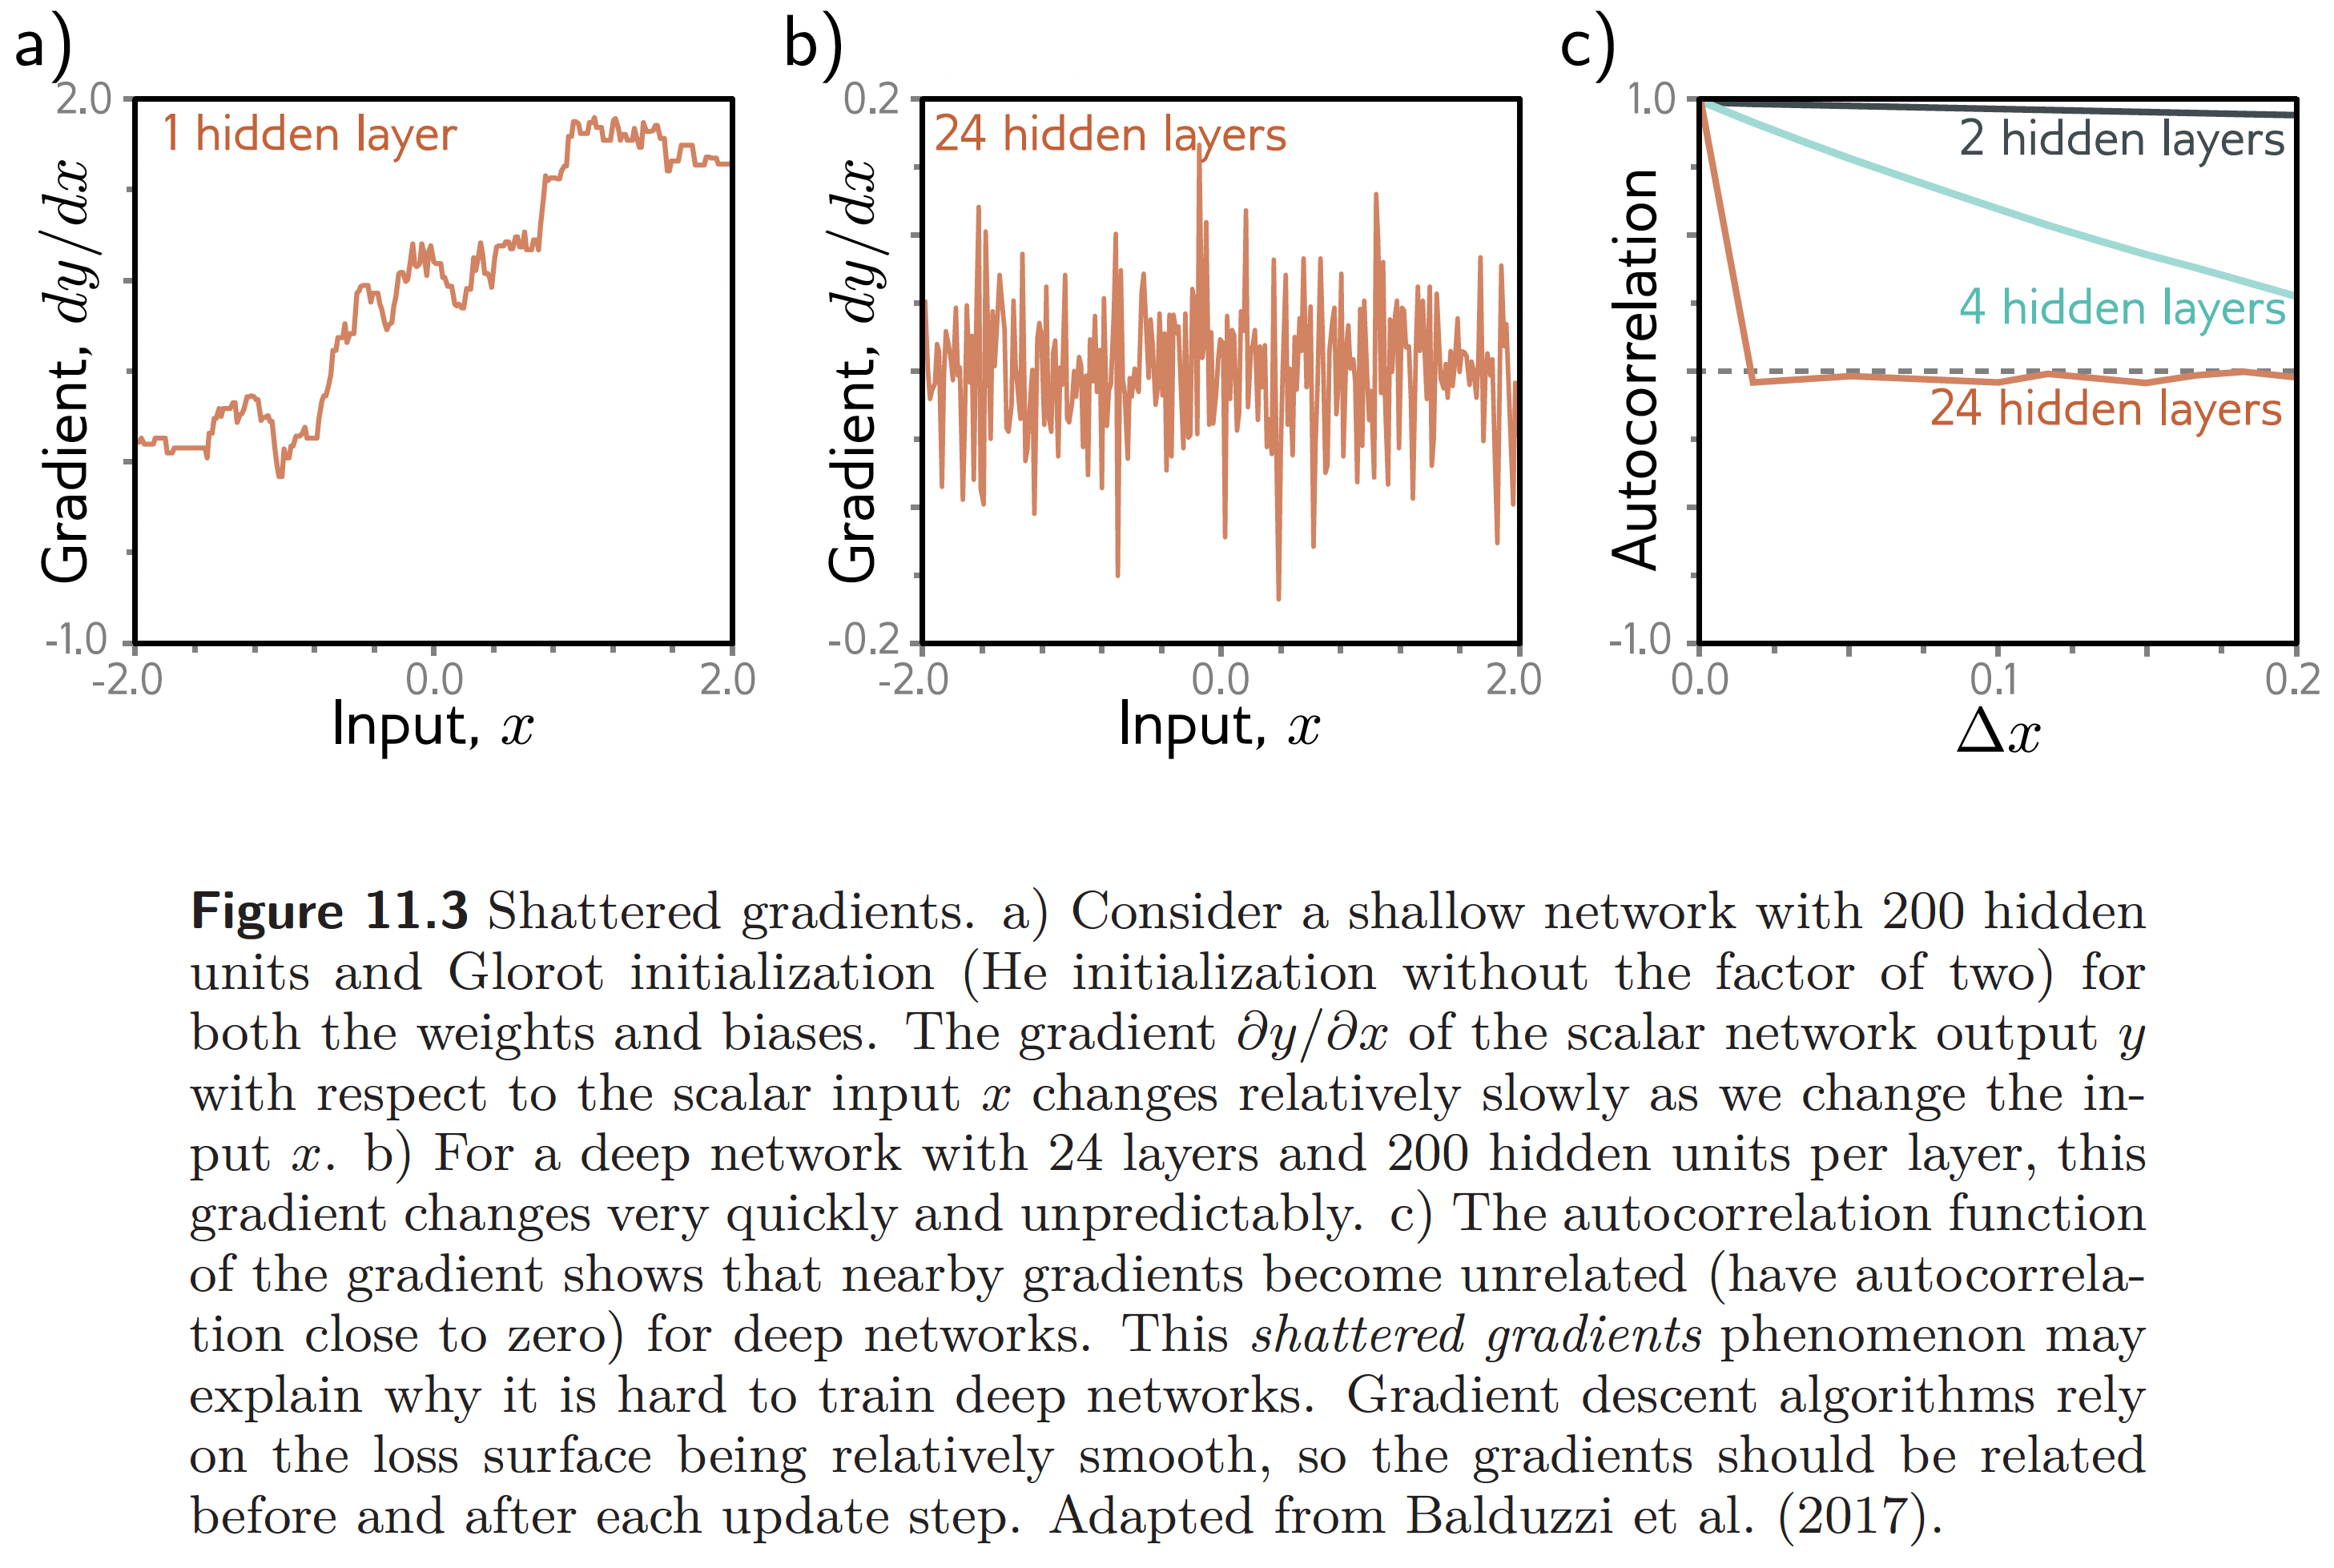 a)
2.0
1 hidden layer
Gradient, dy/dx
-1.0
-2.0
0.0
2.0
Input, x
b)
0.2
24 hidden layers
Gradient, dy/dx
-0.2
-2.0
0.0
2.0
Input, x
c)
1.0
2 hidden layers
4 hidden layers
24 hidden layers
Autocorrelation
-1.0
0.0
0.1
0.2
Δx
Figure 11.3 Shattered gradients. a) Consider a shallow network with 200 hidden
units and Glorot initialization (He initialization without the factor of two) for
both the weights and biases. The gradient ∂y/∂x of the scalar network output y
with respect to the scalar input x changes relatively slowly as we change the in-
put x. b) For a deep network with 24 layers and 200 hidden units per layer, this
gradient changes very quickly and unpredictably. c) The autocorrelation function
of the gradient shows that nearby gradients become unrelated (have autocorrela-
tion close to zero) for deep networks. This shattered gradients phenomenon may
explain why it is hard to train deep networks. Gradient descent algorithms rely
on the loss surface being relatively smooth, so the gradients should be related
before and after each update step. Adapted from Balduzzi et al. (2017).